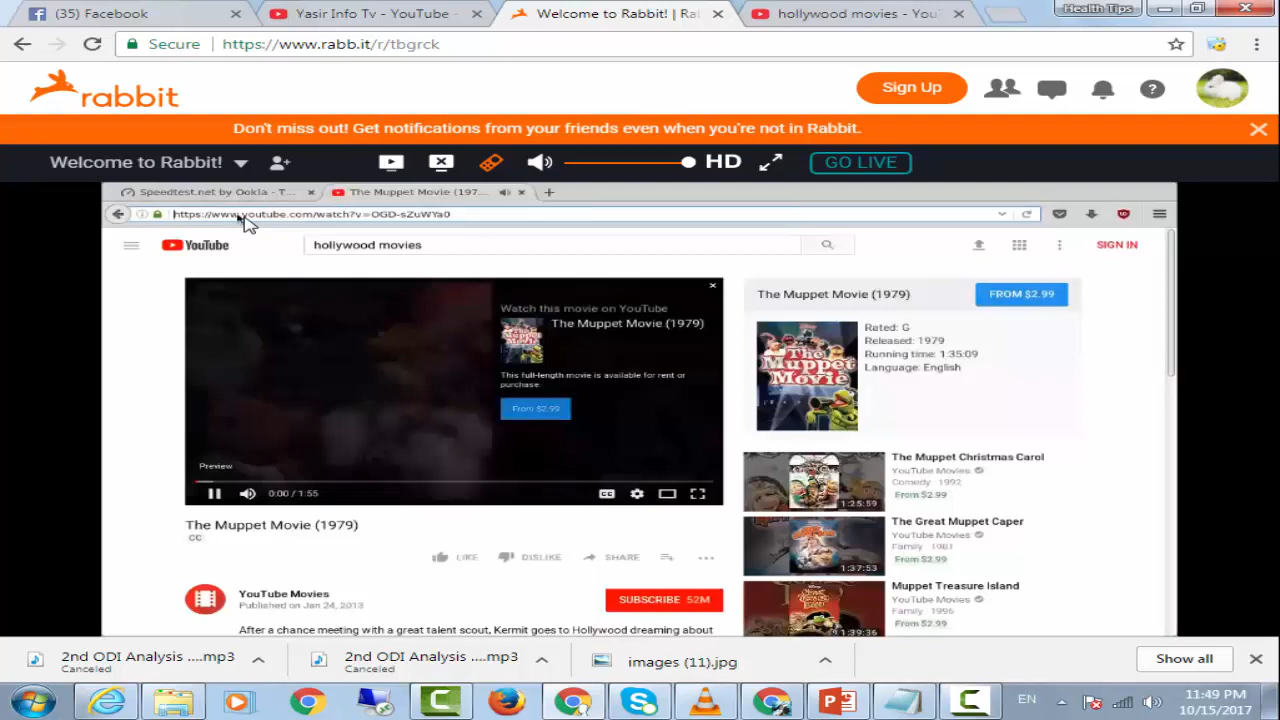 (35) Facebook
Yasir Info Tv - YouTube -
Welcome to Rabbit! | Ra
hollywood movies - You
Health Tips
Secure
https://www.rabb.it/r/tbgrck
rabbit
Sign Up
Don't miss out! Get notifications from your friends even when you're not in Rabbit.
Welcome to Rabbit!
HD
GO LIVE
Speedtest.net by Ookla - T...
The Muppet Movie (197...
https://www.youtube.com/watch?v=OGD-sZuWYa0
YouTube
hollywood movies
SIGN IN
Watch this movie on YouTube
The Muppet Movie (1979)
This full-length movie is available for rent or
purchase.
From $2.99
Preview
0:00 / 1:55
CC
The Muppet Movie (1979)
CC
LIKE
DISLIKE
SHARE
YouTube Movies
Published on Jan 24, 2013
SUBSCRIBE 52M
After a chance meeting with a great talent scout, Kermit goes to Hollywood dreaming about
The Muppet Movie (1979)
FROM $2.99
The Muppet Movie
Rated: G
Released: 1979
Running time: 1:35:09
Language: English
The Muppet Christmas Carol
YouTube Movies
Comedy · 1992
From $2.99
1:25:59
The Great Muppet Caper
YouTube Movies
Family · 1981
From $2.99
1:37:53
Muppet Treasure Island
YouTube Movies
Family · 1996
From $2.99
1:39:36
2nd ODI Analysis ....mp3
Canceled
2nd ODI Analysis ....mp3
Canceled
images (11).jpg
Show all
EN
11:49 PM
10/15/2017